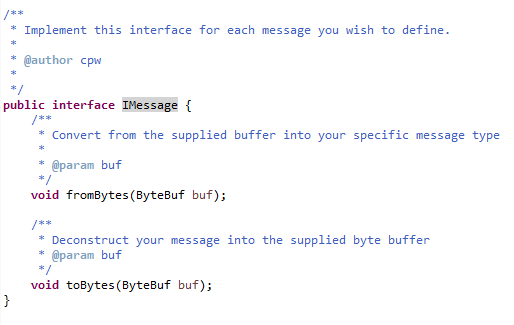 /**
 * Implement this interface for each message you wish to define.
 *
 * @author cpw
 *
 */
public interface IMessage {
    /**
     * Convert from the supplied buffer into your specific message type
     *
     * @param buf
     */
    void fromBytes(ByteBuf buf);

    /**
     * Deconstruct your message into the supplied byte buffer
     * @param buf
     */
    void toBytes(ByteBuf buf);
}